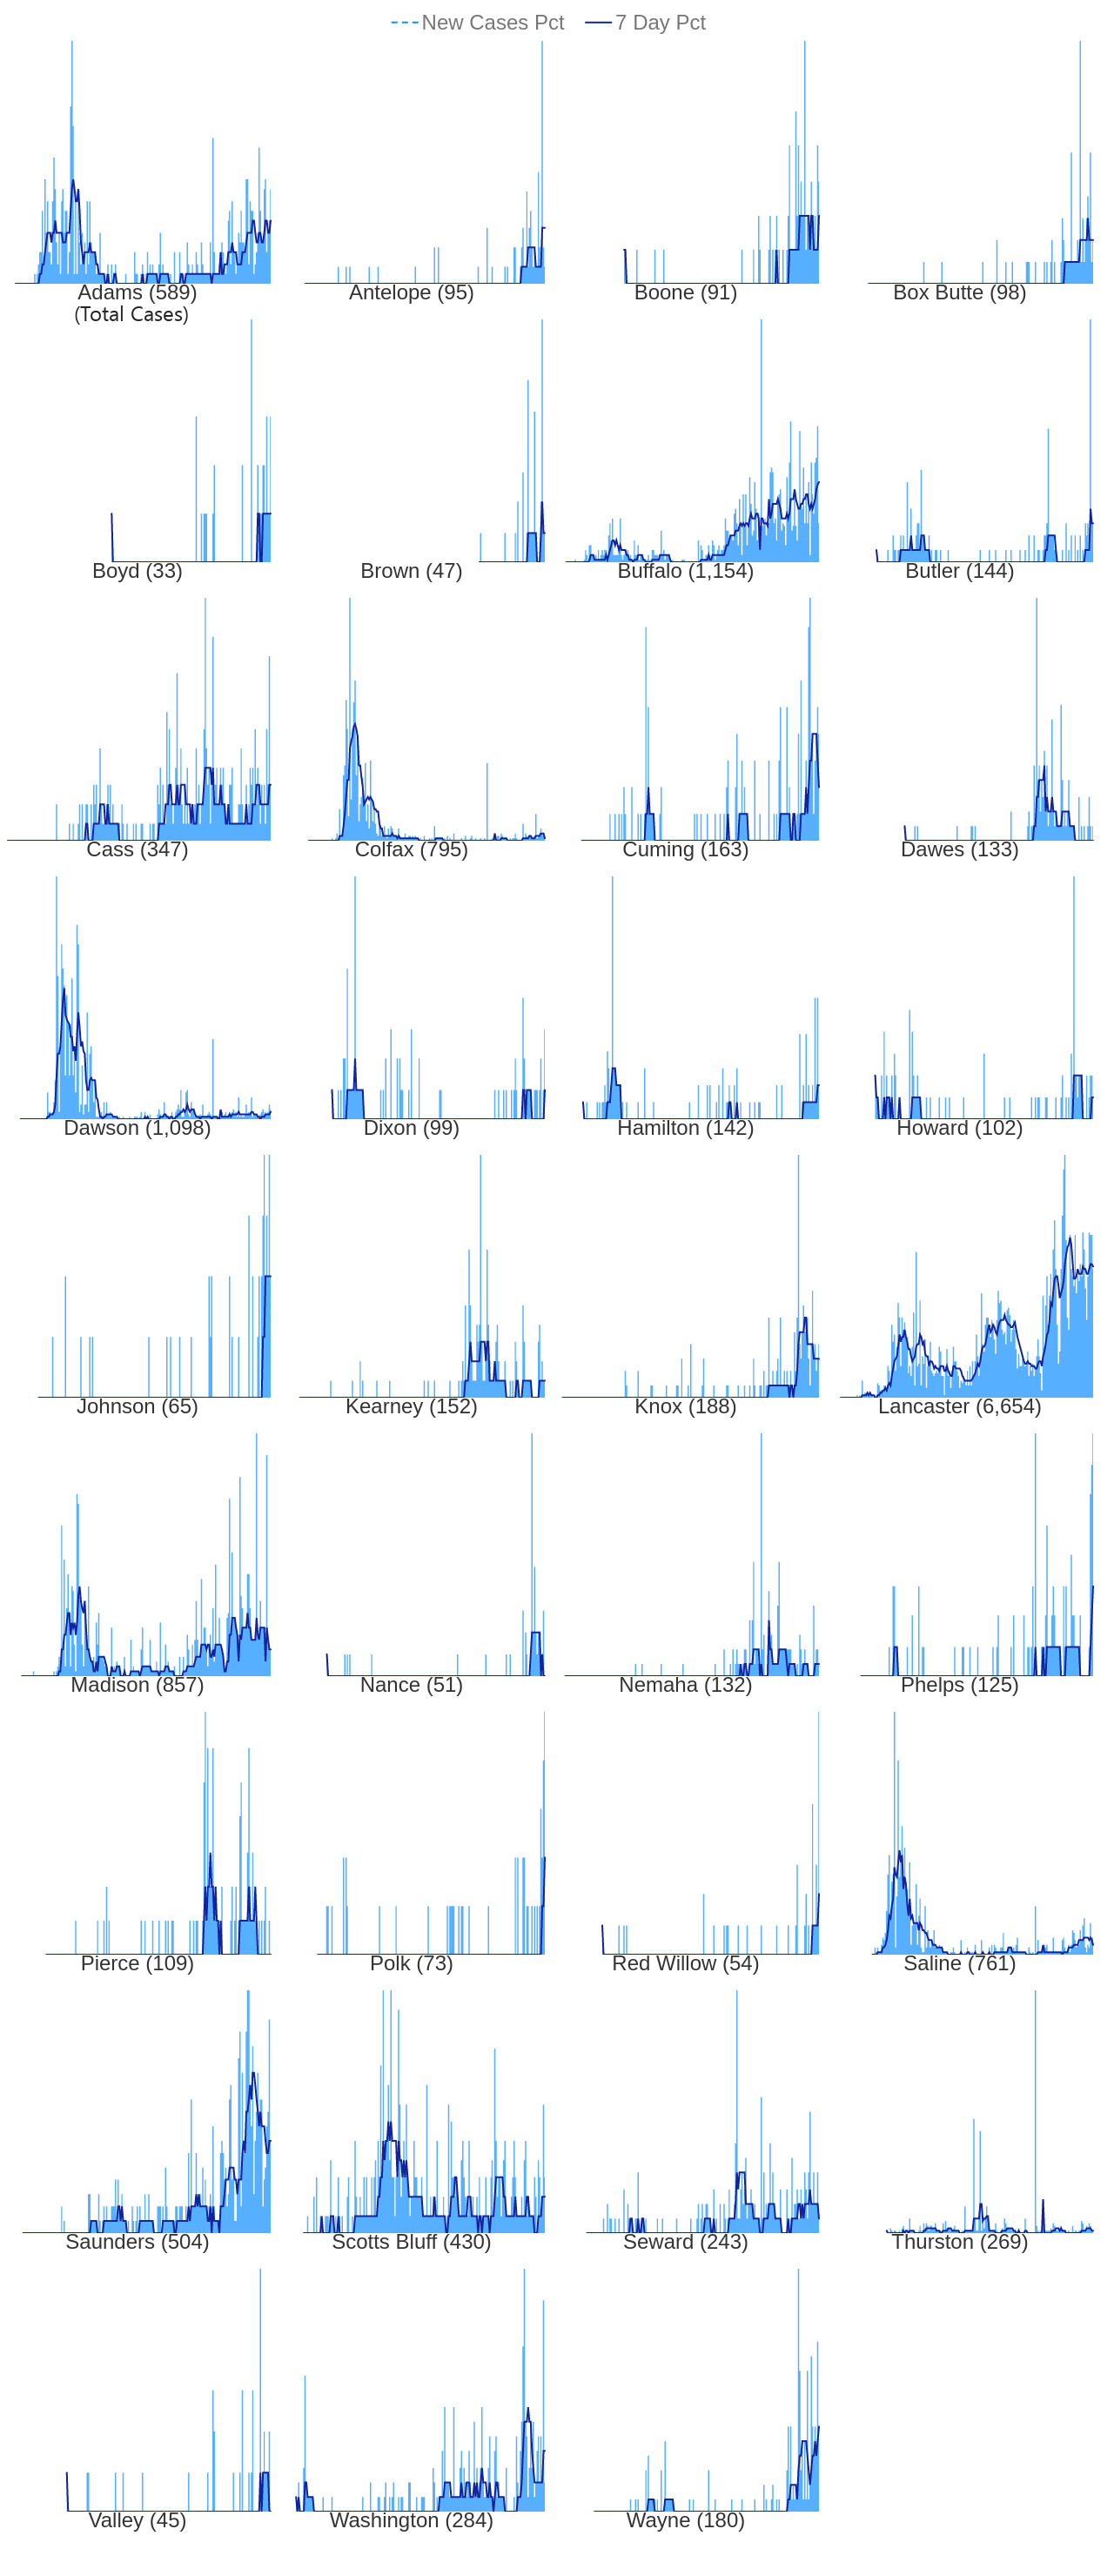 New Cases Pct 7 Day Pct
Adams (589) Antelope (95) Boone (91) Box Butte (98)
(Total Cases)
Boyd (33) Brown (47) Buffalo (1,154) Butler (144)
Cass (347) Colfax (795) Cuming (163) Dawes (133)
Dawson (1,098) Dixon (99) Hamilton (142) Howard (102)
Johnson (65) Kearney (152) Knox (188) Lancaster (6,654)
Madison (857) Nance (51) Nemaha (132) Phelps (125)
Pierce (109) Polk (73) Red Willow (54) Saline (761)
Saunders (504) Scotts Bluff (430) Seward (243) Thurston (269)
Valley (45) Washington (284) Wayne (180)